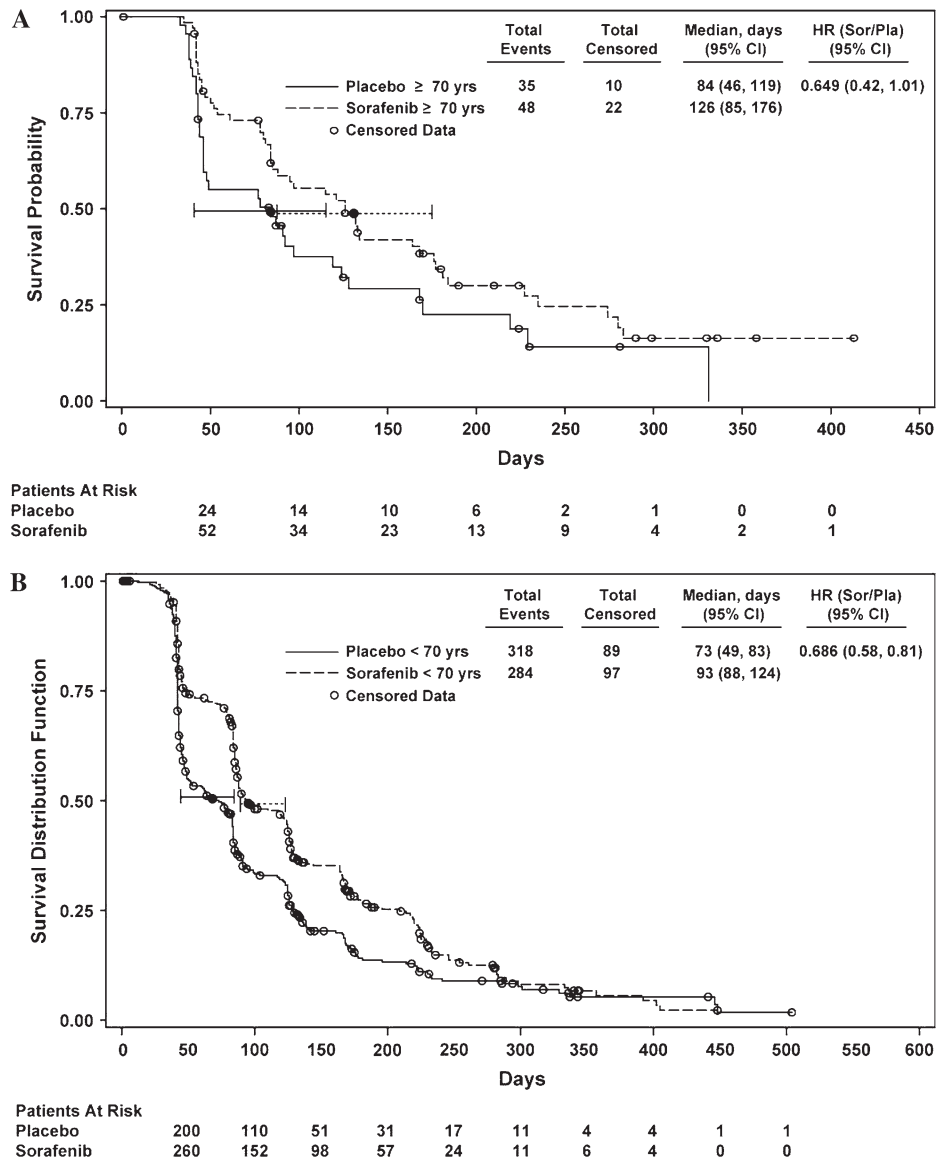 A
Total Events Total Censored Median, days (95% CI) HR (Sor/Pla) (95% CI)
Placebo ≥ 70 yrs 35 10 84 (46, 119) 0.649 (0.42, 1.01)
Sorafenib ≥ 70 yrs 48 22 126 (85, 176)
Censored Data
Survival Probability
1.00
0.75
0.50
0.25
0.00
0 50 100 150 200 250 300 350 400 450
Days
Patients At Risk
Placebo 24 14 10 6 2 1 0 0
Sorafenib 52 34 23 13 9 4 2 1
B
Total Events Total Censored Median, days (95% CI) HR (Sor/Pla) (95% CI)
Placebo < 70 yrs 318 89 73 (49, 83) 0.686 (0.58, 0.81)
Sorafenib < 70 yrs 284 97 93 (88, 124)
Censored Data
Survival Distribution Function
1.00
0.75
0.50
0.25
0.00
0 50 100 150 200 250 300 350 400 450 500 550 600
Days
Patients At Risk
Placebo 200 110 51 31 17 11 4 4 1 1
Sorafenib 260 152 98 57 24 11 6 4 0 0